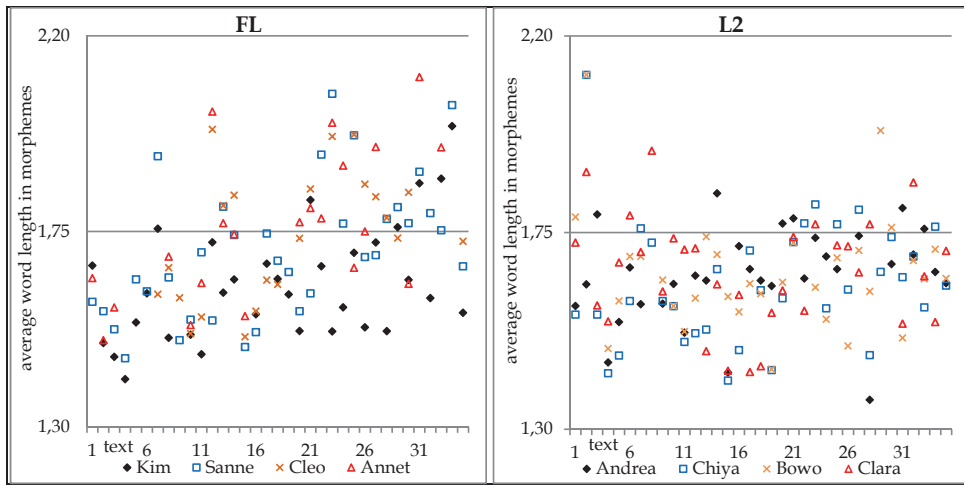 FL
2,20
1,75
1,30
average word length in morphemes
1 text 6 11 16 21 26 31
Kim Sanne Cleo Annet
L2
2,20
1,75
1,30
average word length in morphemes
1 text 6 11 16 21 26 31
Andrea Chiya Bowo Clara